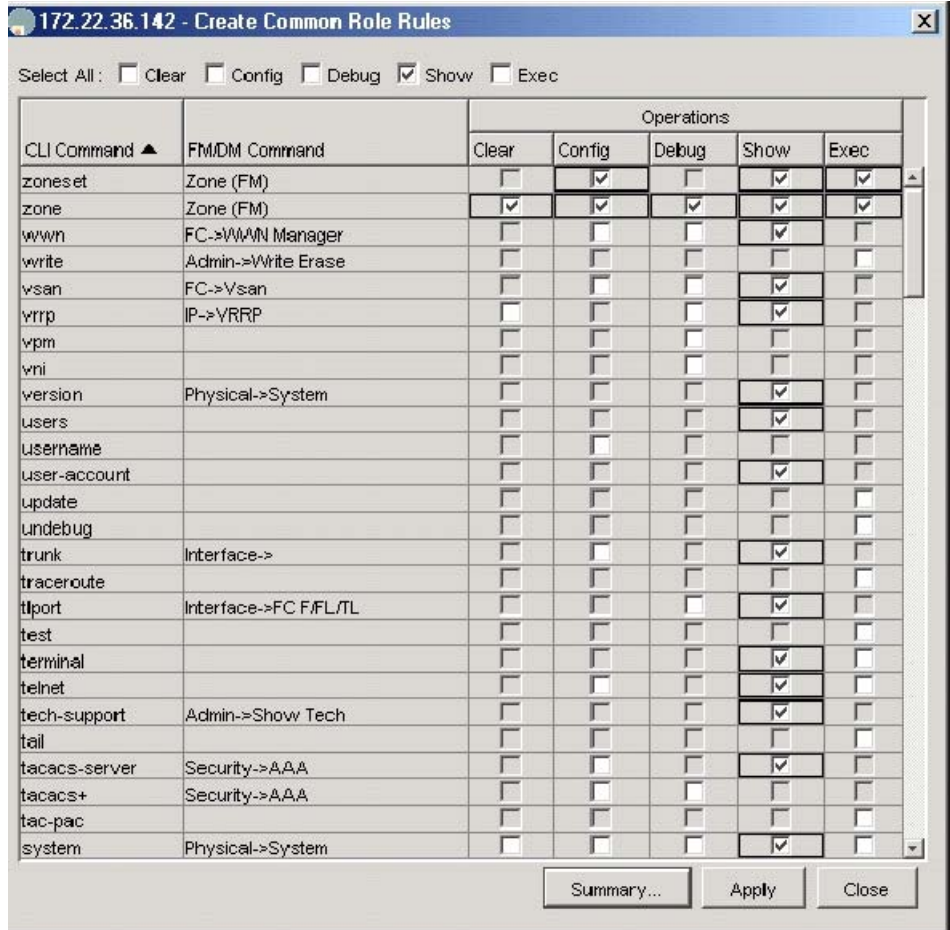 172.22.36.142 - Create Common Role Rules
Select All: Clear Config Debug Show Exec
Operations
CLI Command FM/DM Command Clear Config Debug Show Exec
zoneset Zone (FM)
zone Zone (FM)
wwn FC->WWN Manager
write Admin->Write Erase
vsan FC->Vsan
vrrp IP->VRRP
vpm
vni
version Physical->System
users
username
user-account
update
undebug
trunk Interface->
traceroute
tlport Interface->FC F/FL/TL
test
terminal
telnet
tech-support Admin->Show Tech
tail
tacacs-server Security->AAA
tacacs+ Security->AAA
tac-pac
system Physical->System
Summary... Apply Close